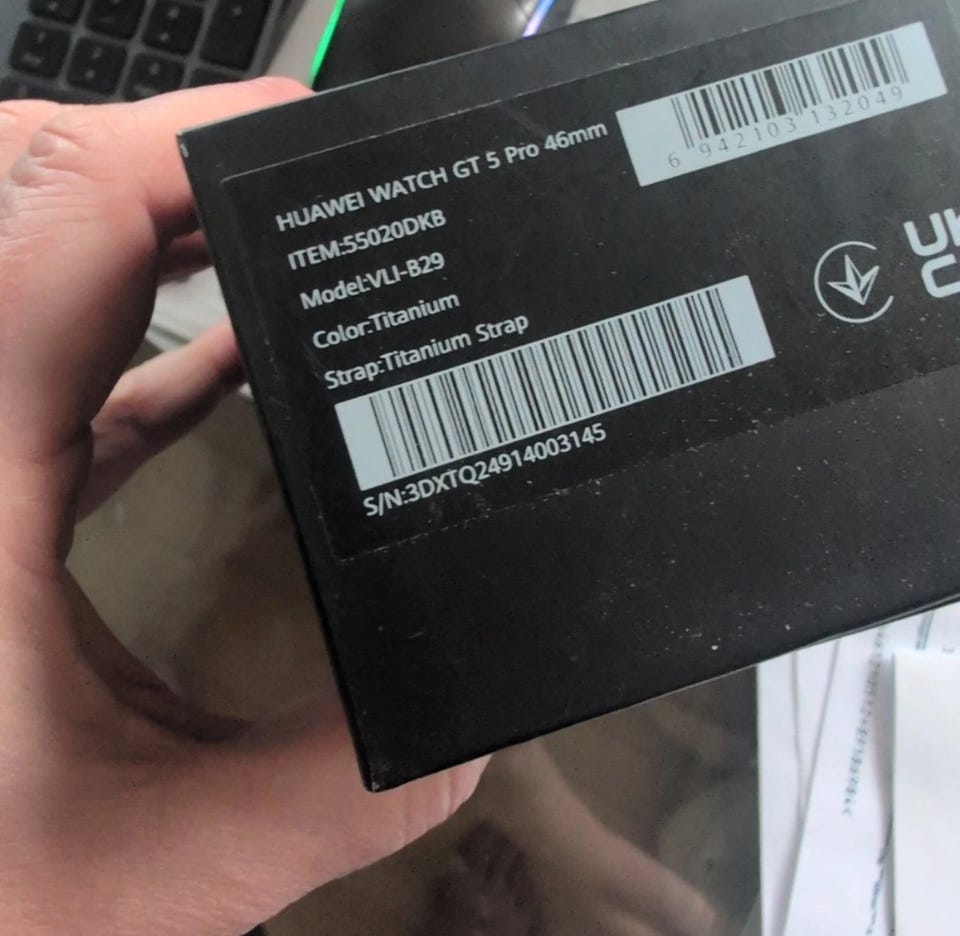 HUAWEI WATCH GT 5 Pro 46mm
6 942103 132049
ITEM:55020DKB
Model:VLI-B29
Color:Titanium
Strap:Titanium Strap
S/N:3DXTQ24914003145